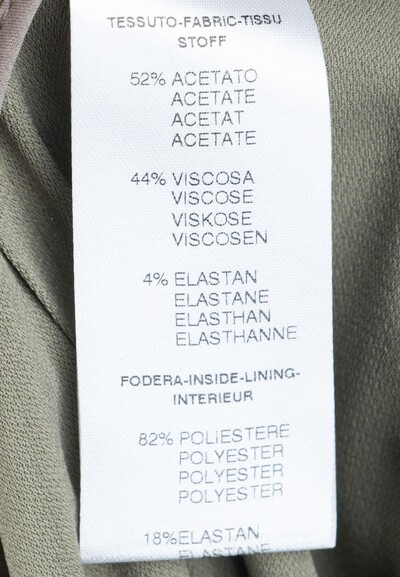 TESSUTO-FABRIC-TISSU
STOFF
52% ACETATO
ACETATE
ACETAT
ACETATE
44% VISCOSA
VISCOSE
VISKOSE
VISCOSEN
4% ELASTAN
ELASTANE
ELASTHAN
ELASTHANNE
FODERA-INSIDE-LINING-
INTERIEUR
82% POLIESTERE
POLYESTER
POLYESTER
POLYESTER
18%ELASTAN
ELASTANE